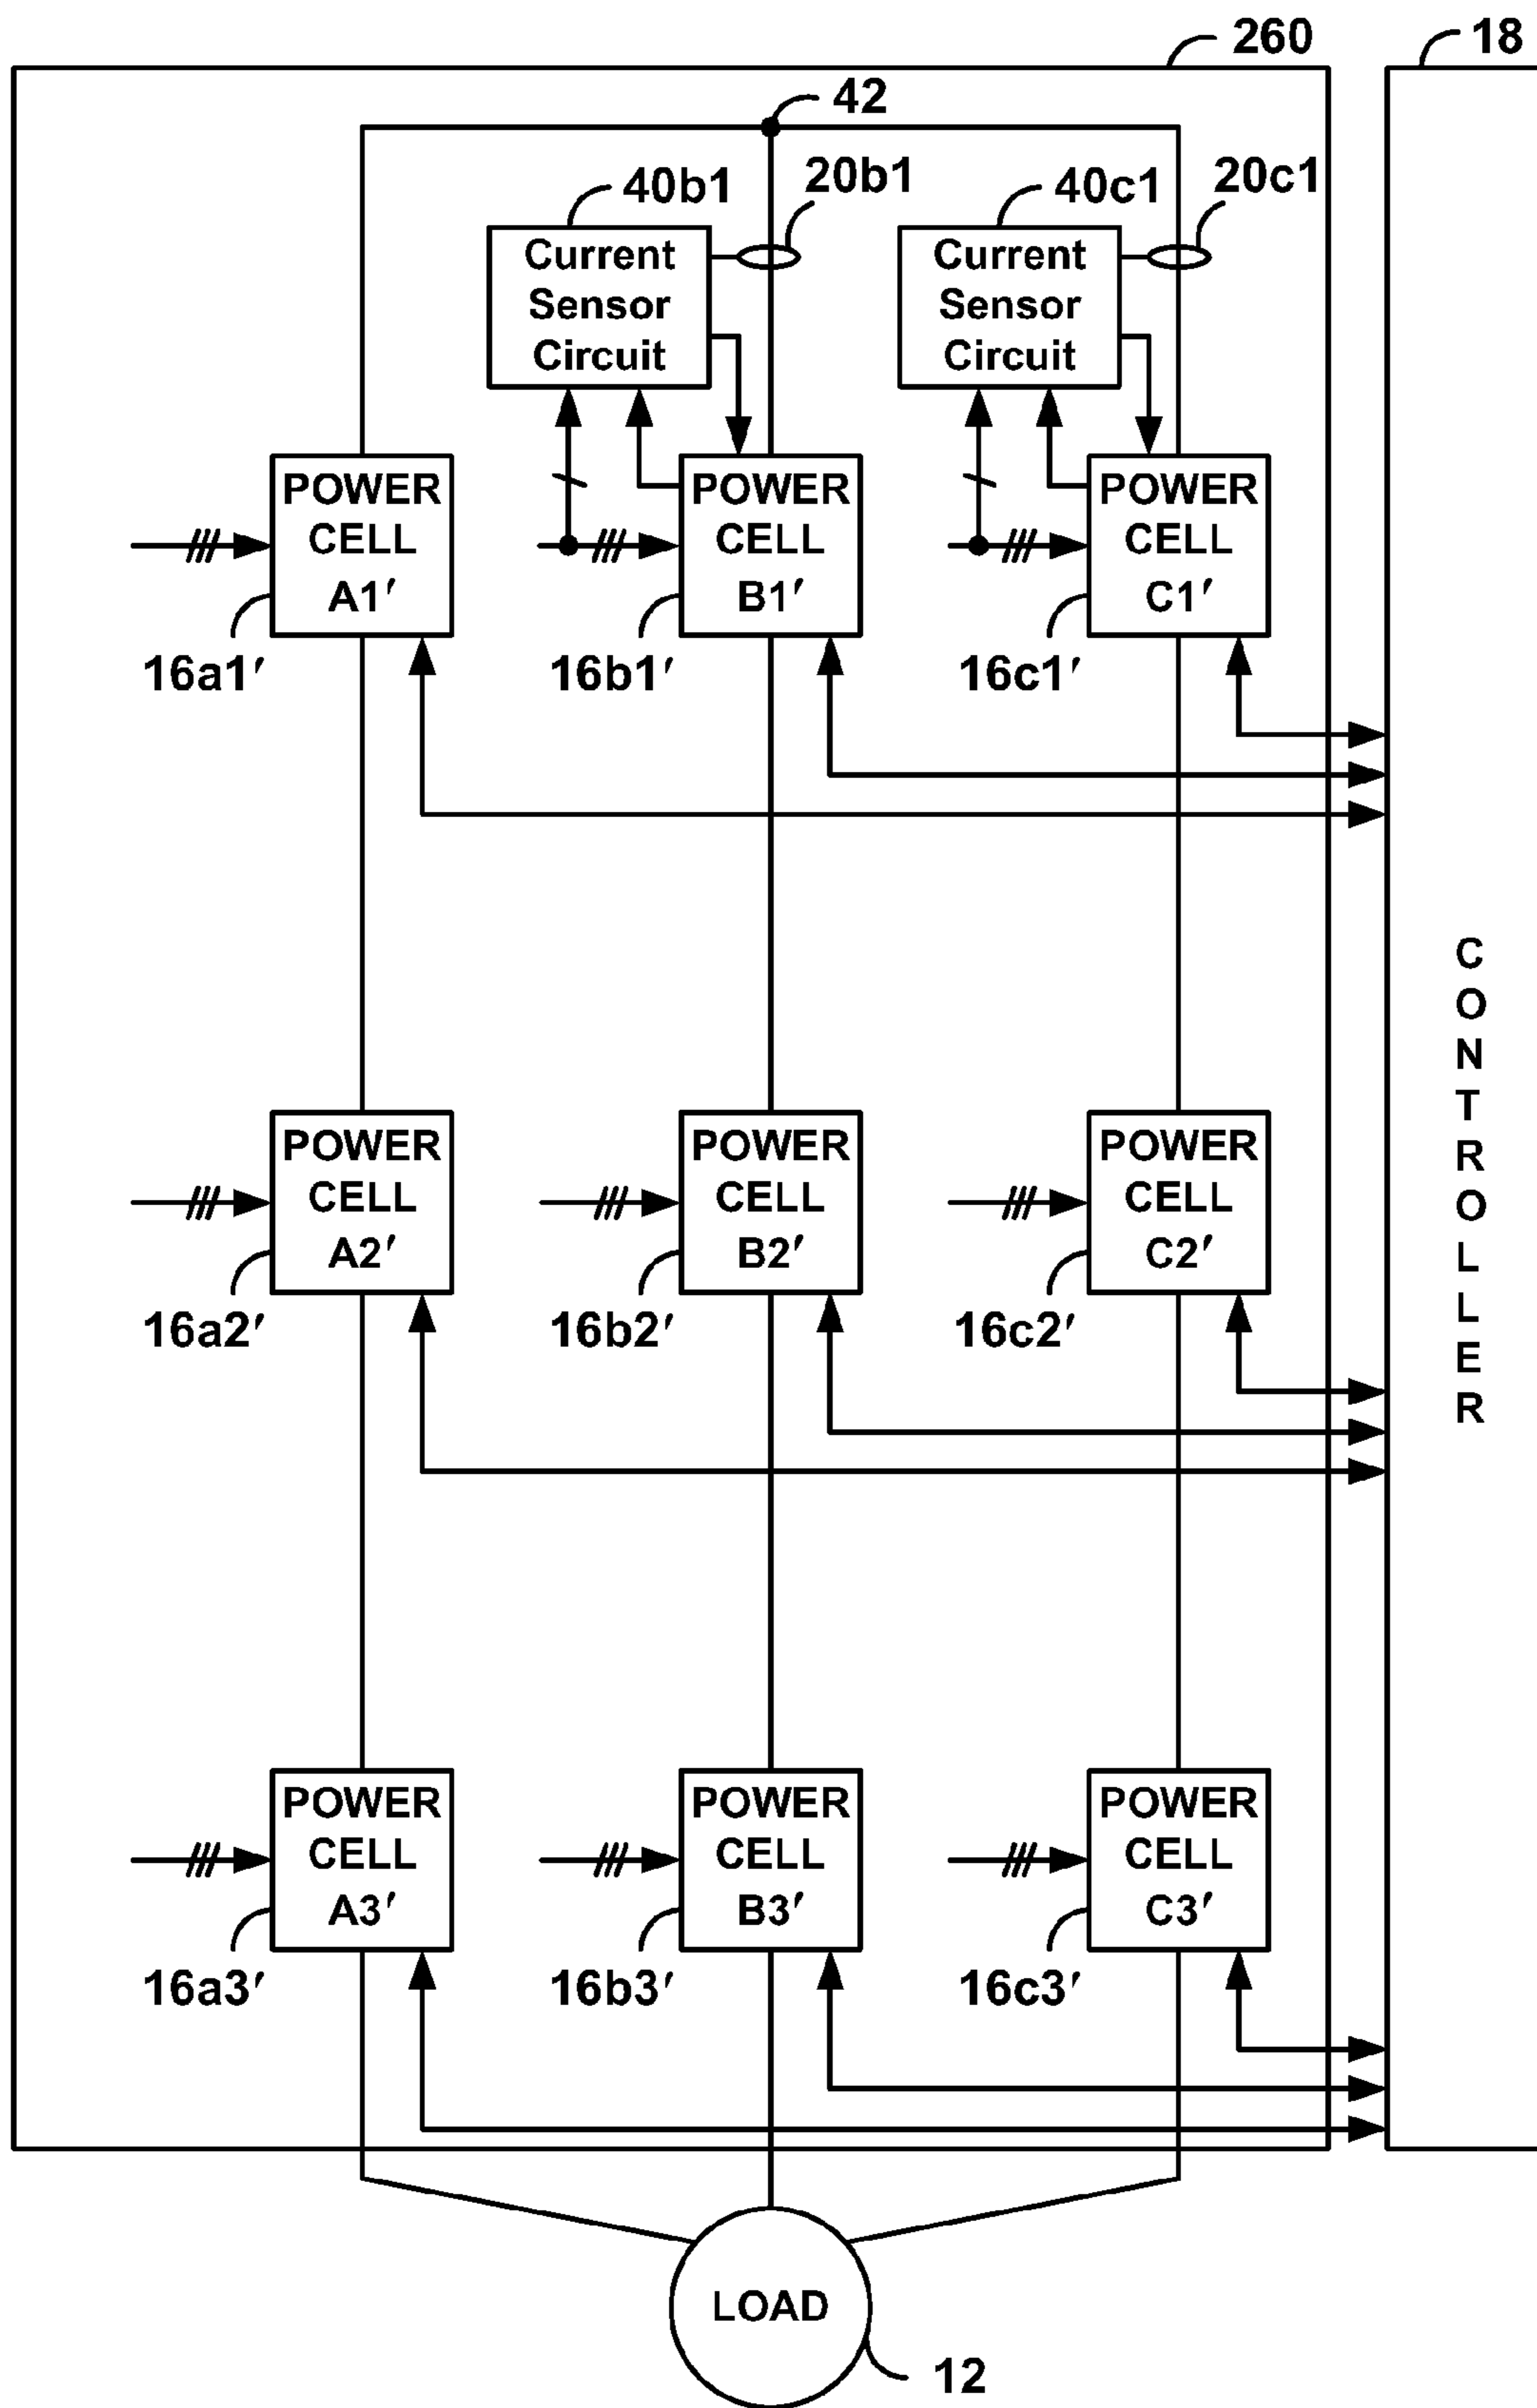 260
18
42
40b1
20b1
40c1
20c1
Current
Sensor
Circuit
Current
Sensor
Circuit
POWER
CELL
A1′
POWER
CELL
B1′
POWER
CELL
C1′
16a1′
16b1′
16c1′
CONTROLLER
POWER
CELL
A2′
POWER
CELL
B2′
POWER
CELL
C2′
16a2′
16b2′
16c2′
POWER
CELL
A3′
POWER
CELL
B3′
POWER
CELL
C3′
16a3′
16b3′
16c3′
LOAD
12